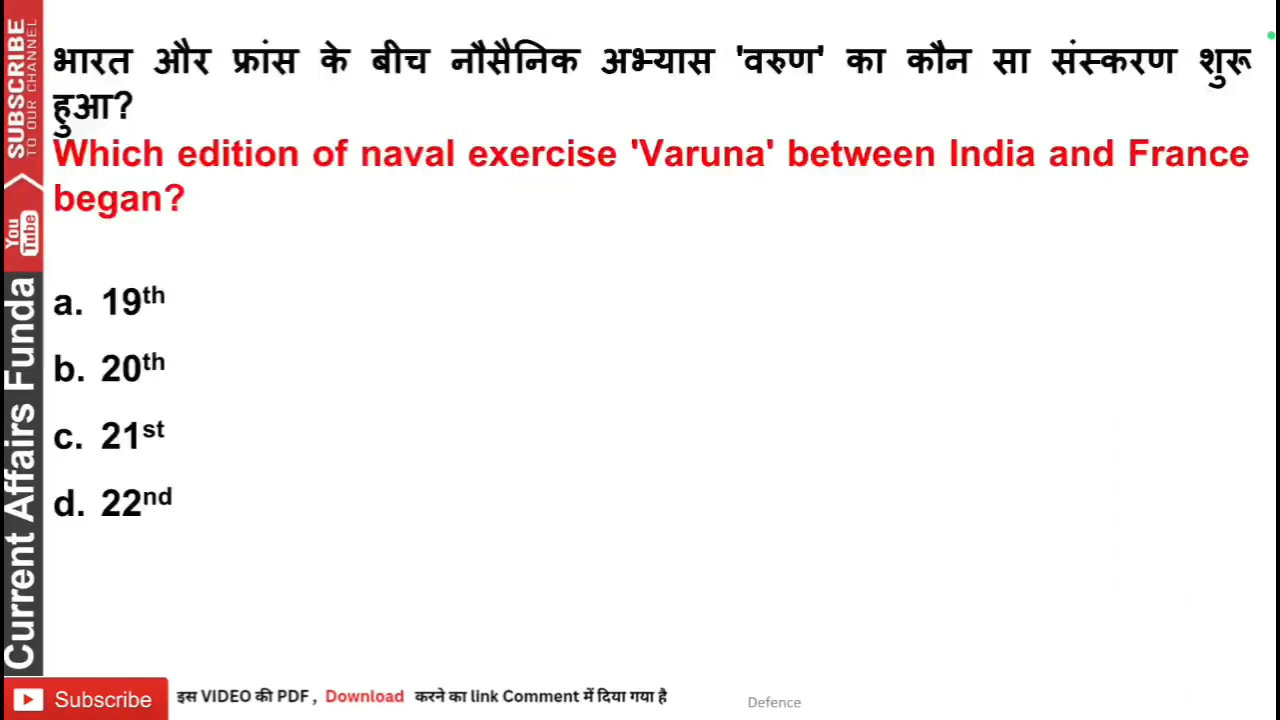 भारत और फ्रांस के बीच नौसैनिक अभ्यास 'वरुण' का कौन सा संस्करण शुरू
हुआ?
Which edition of naval exercise 'Varuna' between India and France
began?
a. 19th
b. 20th
c. 21st
d. 22nd
SUBSCRIBE
TO OUR CHANNEL
You
Tube
Current Affairs Funda
Subscribe
इस VIDEO की PDF , Download करने का link Comment में दिया गया है
Defence